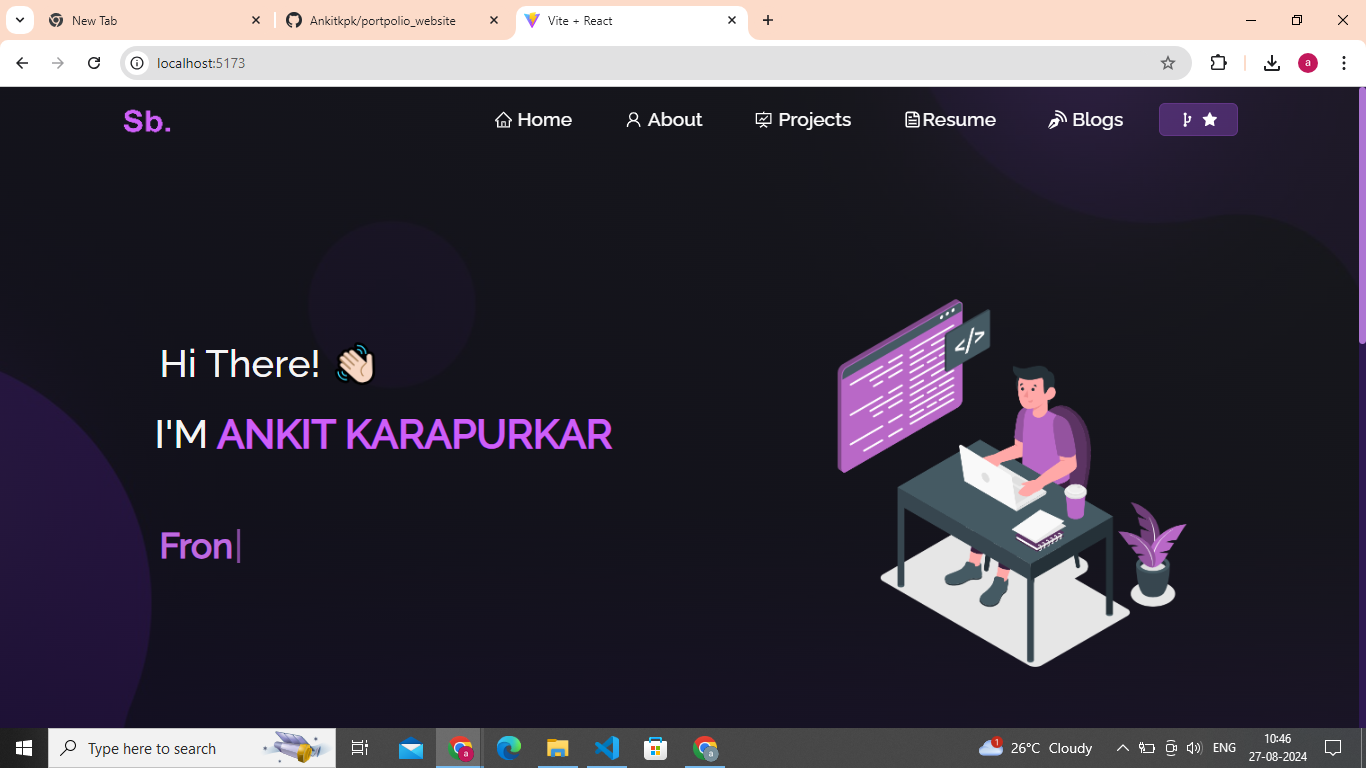 New Tab
Ankitkpk/portpolio_website
Vite + React
localhost:5173
a
Sb.
Home
About
Projects
Resume
Blogs
</>
Hi There! 👋🏻
I'M ANKIT KARAPURKAR
Fron|
Type here to search
a
a
1
26°C Cloudy
ENG
10:46
27-08-2024